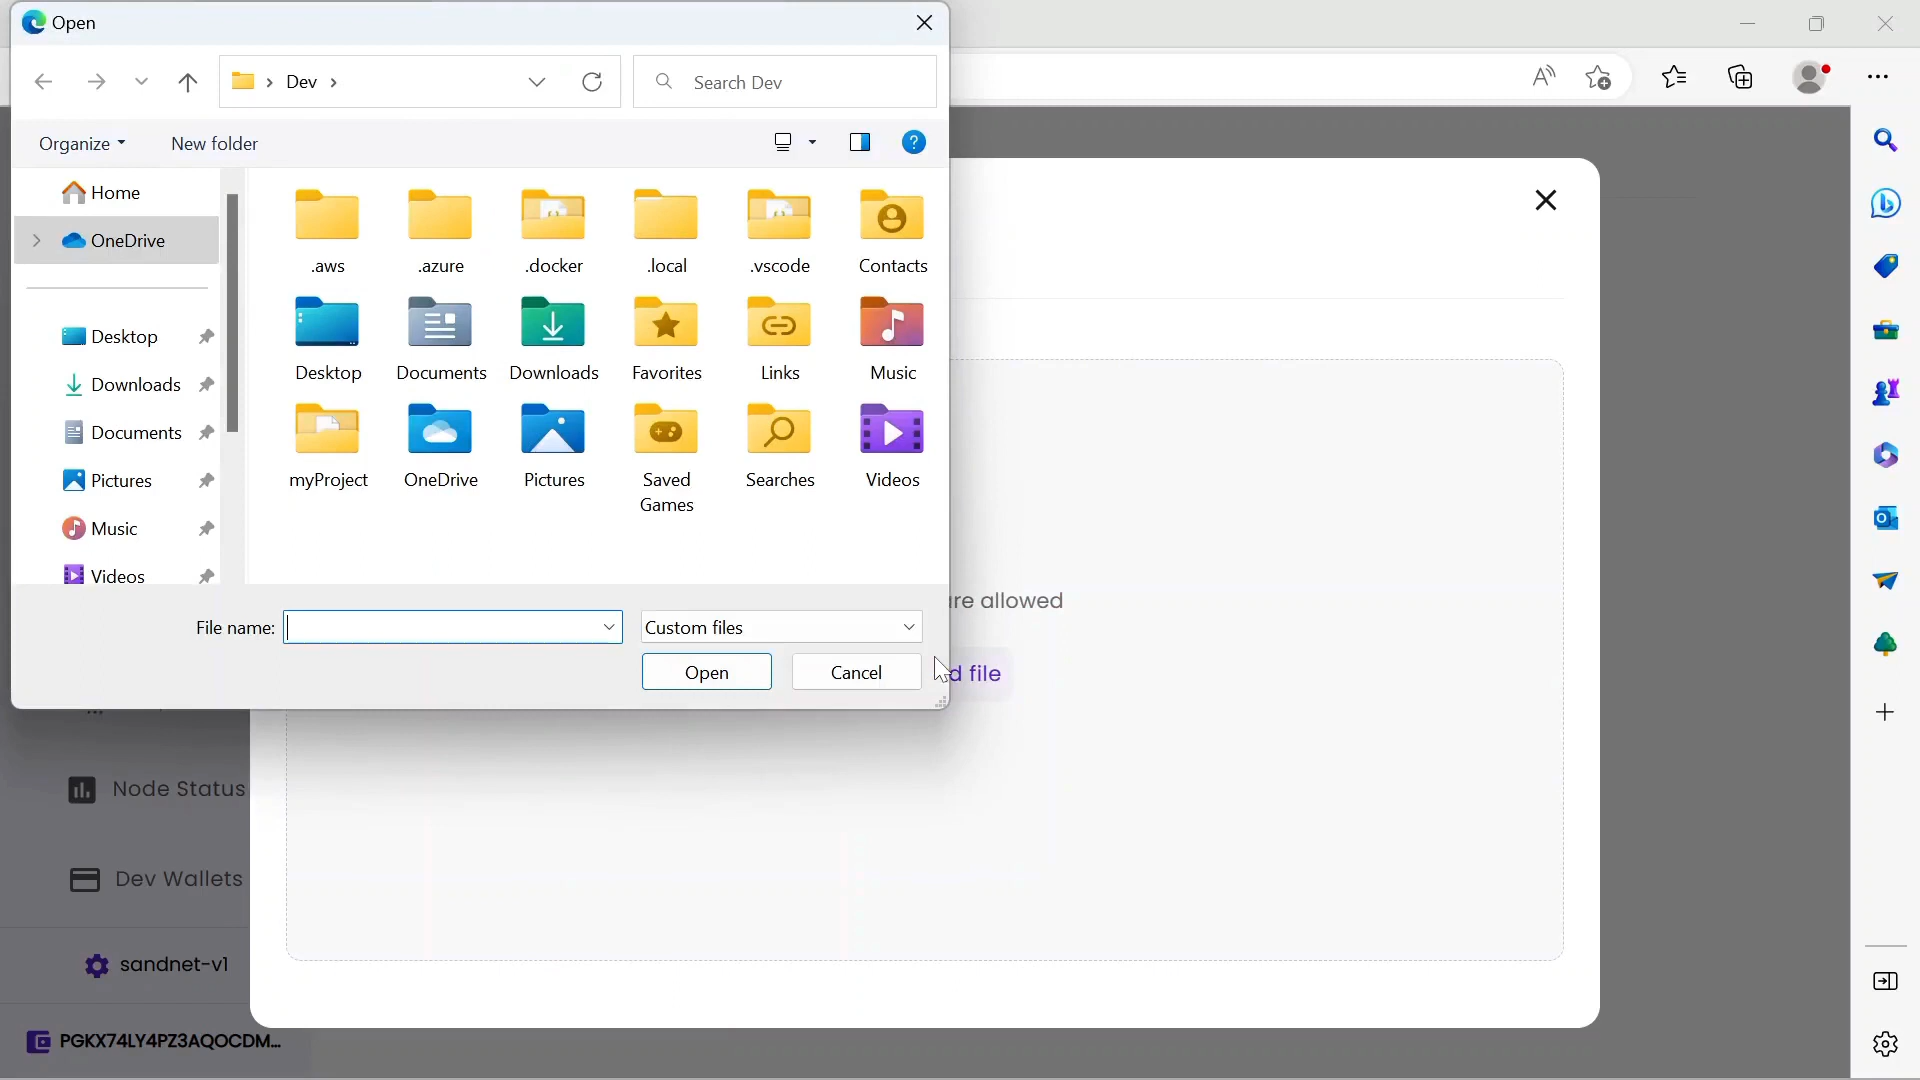 Open
Dev
Search Dev
Organize
New folder
Home
OneDrive
Desktop
Downloads
Documents
Pictures
Music
Videos
.aws
.azure
.docker
.local
.vscode
Contacts
Desktop
Documents
Downloads
Favorites
Links
Music
myProject
OneDrive
Pictures
Saved
Games
Searches
Videos
File name:
Custom files
Open
Cancel
are allowed
d file
Node Status
Dev Wallets
sandnet-v1
PGKX74LY4PZ3AQOCDM...